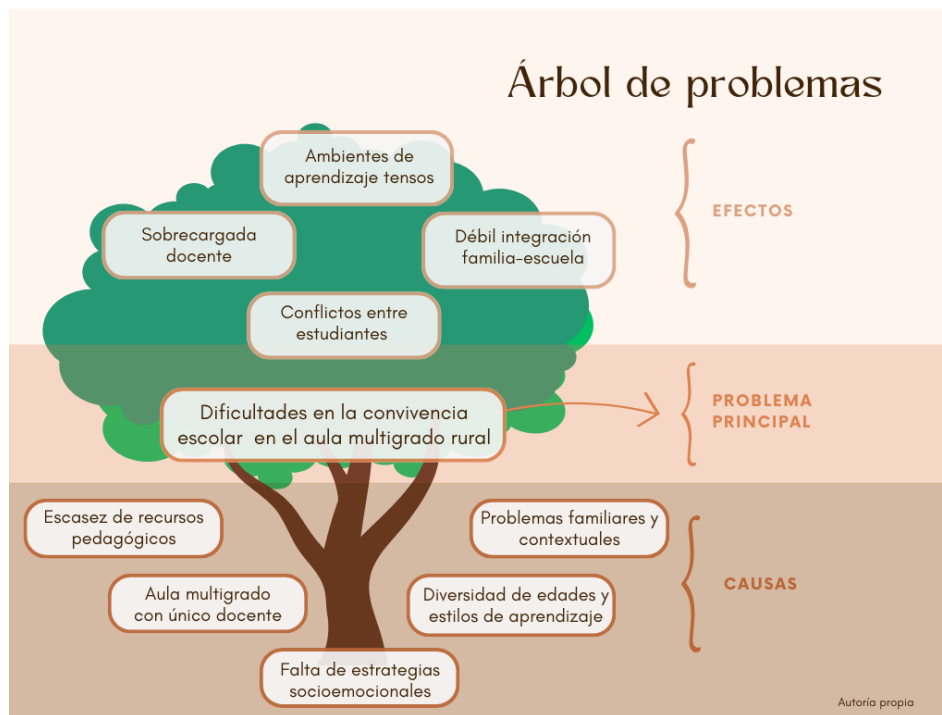 Árbol de problemas
Ambientes de
aprendizaje tensos
EFECTOS
Sobrecargada
docente
Débil integración
familia-escuela
Conflictos entre
estudiantes
Dificultades en la convivencia
escolar en el aula multigrado rural
PROBLEMA
PRINCIPAL
Escasez de recursos
pedagógicos
Problemas familiares y
contextuales
CAUSAS
Aula multigrado
con único docente
Diversidad de edades y
estilos de aprendizaje
Falta de estrategias
socioemocionales
Autoría propia